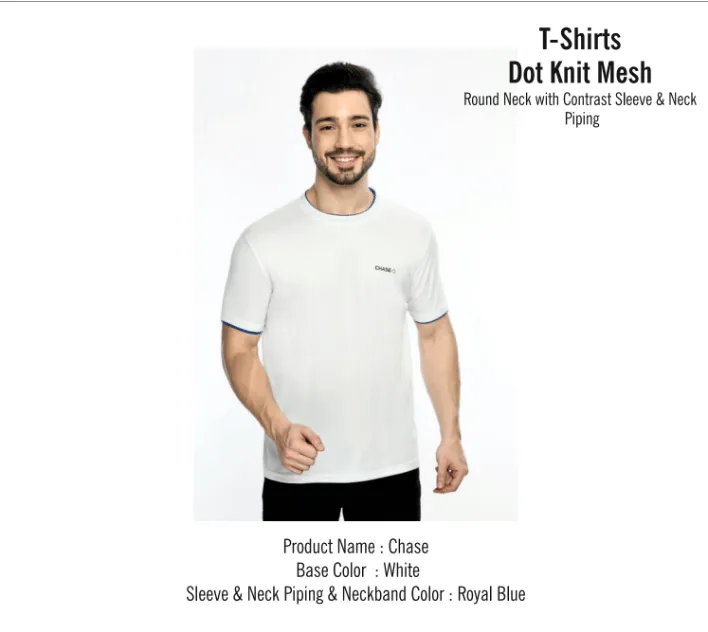 T-Shirts
Dot Knit Mesh
Round Neck with Contrast Sleeve & Neck
Piping
CHASE
Product Name : Chase
Base Color : White
Sleeve & Neck Piping & Neckband Color : Royal Blue